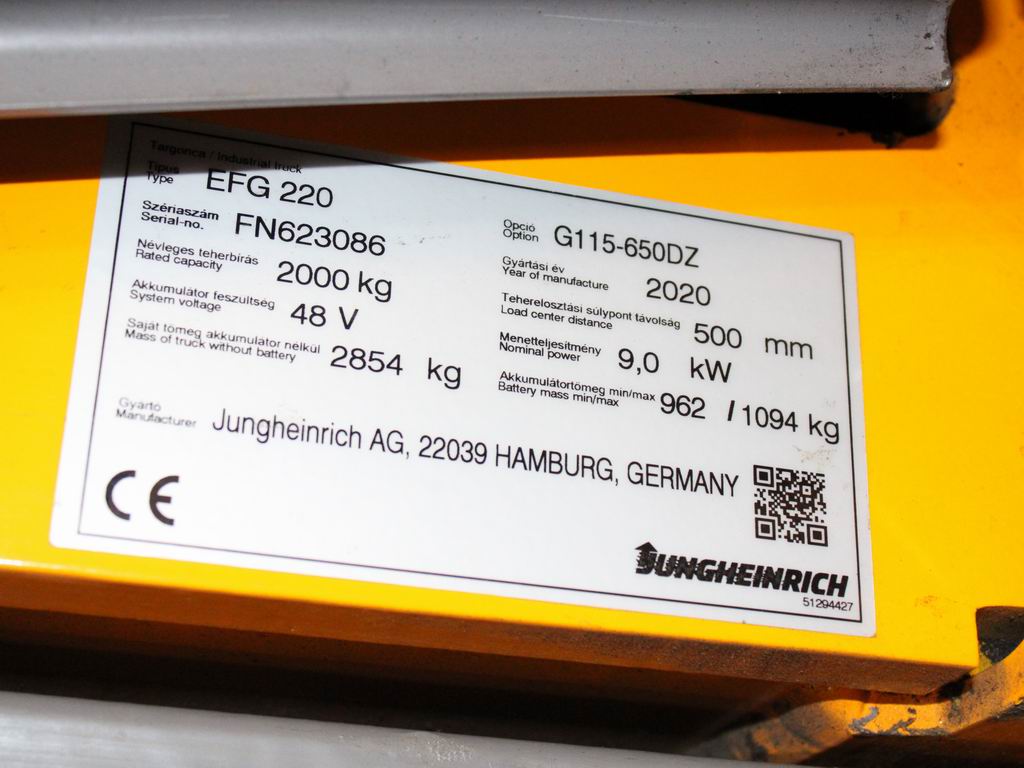 Targonca / Industrial truck
Típus
Type
EFG 220
Szériaszám
Serial-no.
FN623086
Opció
Option
G115-650DZ
Névleges teherbírás
Rated capacity
2000 kg
Gyártási év
Year of manufacture
2020
Akkumulátor feszültség
System voltage
48 V
Teherelosztási súlypont távolság
Load center distance
500 mm
Saját tömeg akkumulátor nélkül
Mass of truck without battery
2854 kg
Menetteljesítmény
Nominal power
9,0 kW
Akkumulátortömeg min/max
Battery mass min/max
962 / 1094 kg
Gyártó
Manufacturer
Jungheinrich AG, 22039 HAMBURG, GERMANY
CE
JUNGHEINRICH
51294427